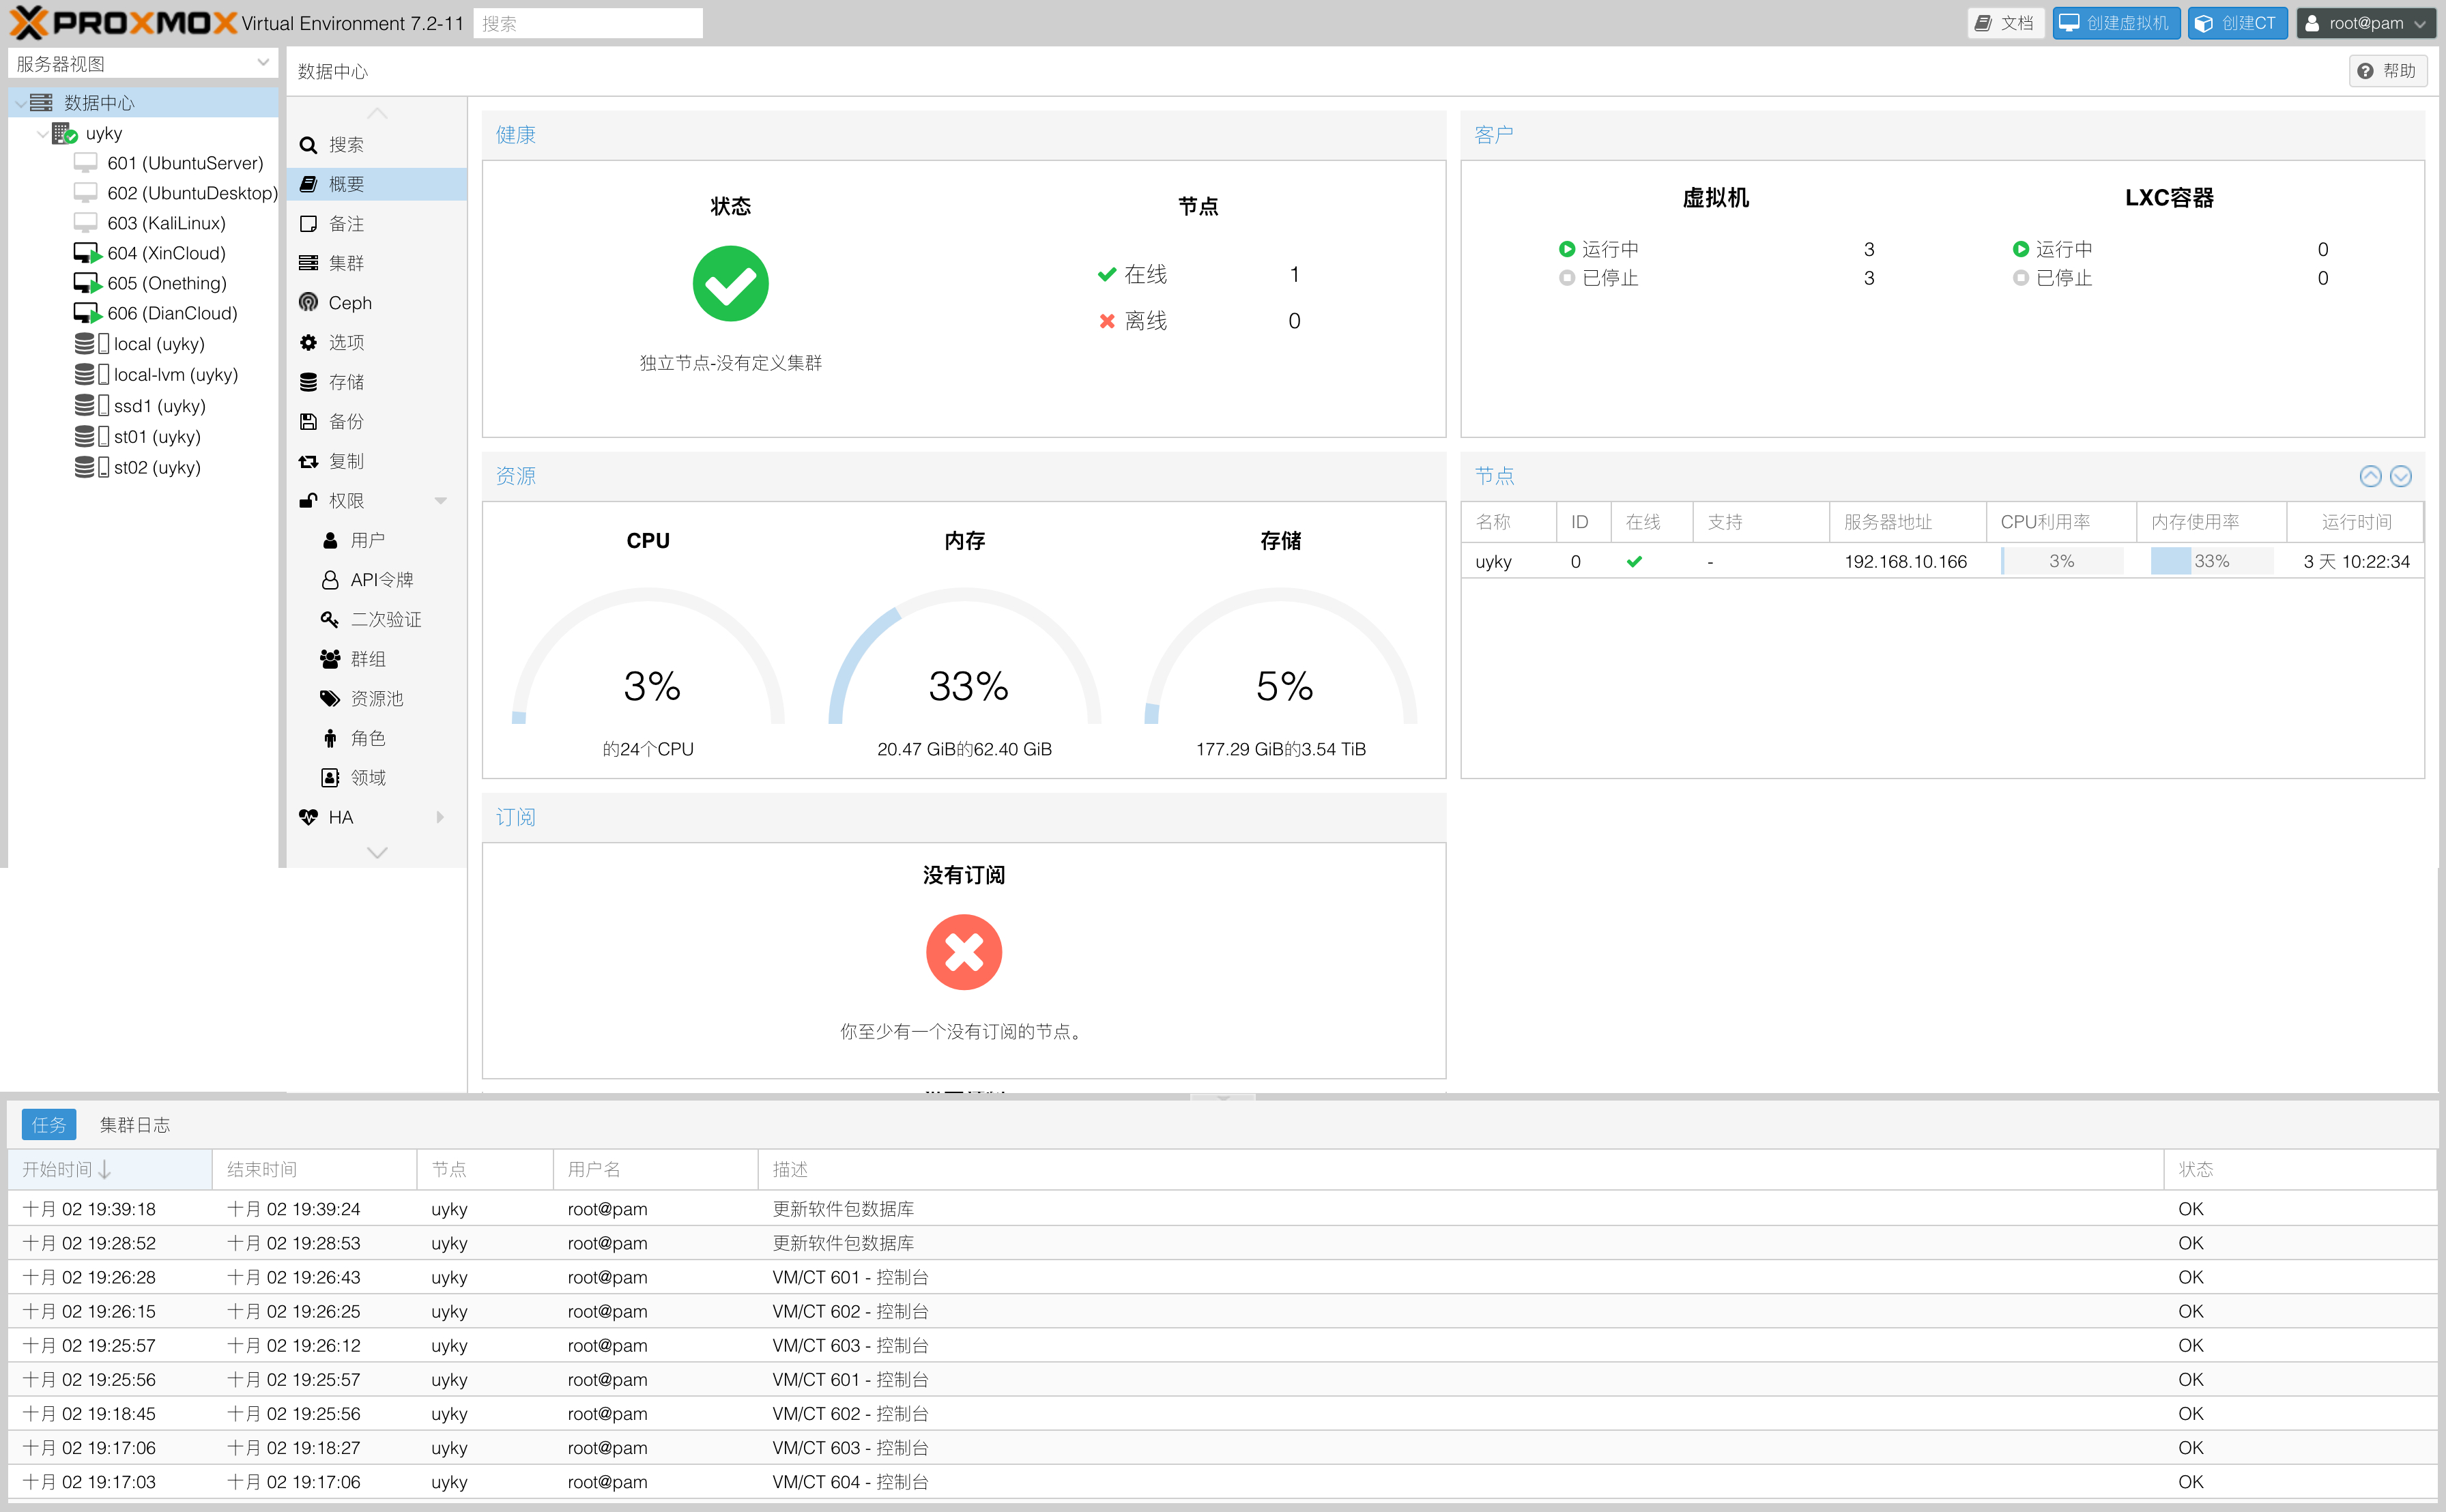 PROXMOX Virtual Environment 7.2-11 搜索 文档 创建虚拟机 创建CT root@pam
服务器视图
数据中心 帮助
数据中心
uyky
601 (UbuntuServer)
602 (UbuntuDesktop)
603 (KaliLinux)
604 (XinCloud)
605 (Onething)
606 (DianCloud)
local (uyky)
local-lvm (uyky)
ssd1 (uyky)
st01 (uyky)
st02 (uyky)
搜索
概要
备注
集群
Ceph
选项
存储
备份
复制
权限
用户
API令牌
二次验证
群组
资源池
角色
领域
HA
健康
状态
独立节点-没有定义集群
节点
在线 1
离线 0
客户
虚拟机
运行中 3
已停止 3
LXC容器
运行中 0
已停止 0
资源
CPU
3%
的24个CPU
内存
33%
20.47 GiB的62.40 GiB
存储
5%
177.29 GiB的3.54 TiB
节点
名称 ID 在线 支持 服务器地址 CPU利用率 内存使用率 运行时间
uyky 0 - 192.168.10.166 3% 33% 3 天 10:22:34
订阅
没有订阅
你至少有一个没有订阅的节点。
任务 集群日志
开始时间 结束时间 节点 用户名 描述 状态
十月 02 19:39:18 十月 02 19:39:24 uyky root@pam 更新软件包数据库 OK
十月 02 19:28:52 十月 02 19:28:53 uyky root@pam 更新软件包数据库 OK
十月 02 19:26:28 十月 02 19:26:43 uyky root@pam VM/CT 601 - 控制台 OK
十月 02 19:26:15 十月 02 19:26:25 uyky root@pam VM/CT 602 - 控制台 OK
十月 02 19:25:57 十月 02 19:26:12 uyky root@pam VM/CT 603 - 控制台 OK
十月 02 19:25:56 十月 02 19:25:57 uyky root@pam VM/CT 601 - 控制台 OK
十月 02 19:18:45 十月 02 19:25:56 uyky root@pam VM/CT 602 - 控制台 OK
十月 02 19:17:06 十月 02 19:18:27 uyky root@pam VM/CT 603 - 控制台 OK
十月 02 19:17:03 十月 02 19:17:06 uyky root@pam VM/CT 604 - 控制台 OK